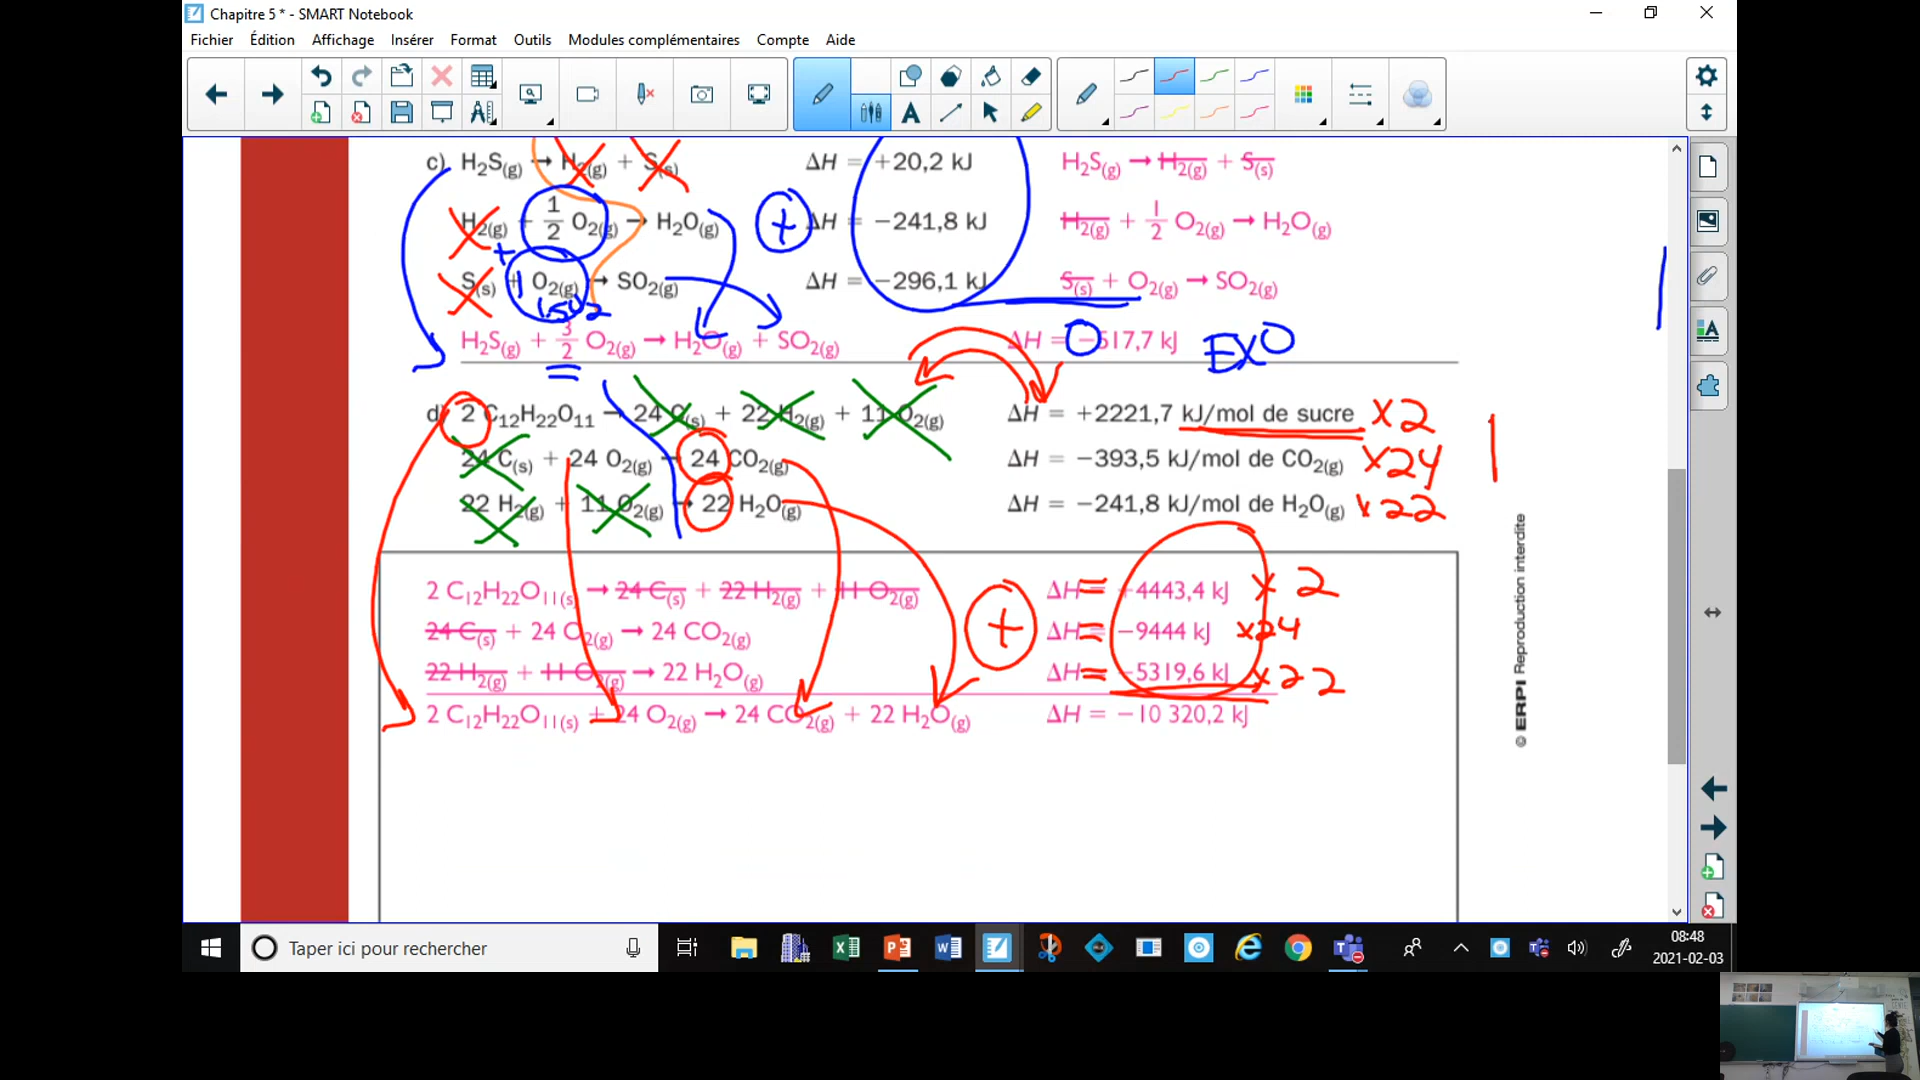 Chapitre 5 * - SMART Notebook
Fichier Édition Affichage Insérer Format Outils Modules complémentaires Compte Aide
c) H₂S(g) → H₂(g) + S(s) ΔH = +20,2 kJ H₂S(g) → H₂(g) + S(s)
H₂(g) + 1/2 O₂(g) → H₂O(g) + ΔH = −241,8 kJ H₂(g) + 1/2 O₂(g) → H₂O(g)
+
S(s) + 1 O₂(g) → SO₂(g) ΔH = −296,1 kJ S(s) + O₂(g) → SO₂(g)
H₂S(g) + 3/2 O₂(g) → H₂O(g) + SO₂(g) ΔH = −517,7 kJ EXO
d) 2 C₁₂H₂₂O₁₁ → 24 C(s) + 22 H₂(g) + 11 O₂(g) ΔH = +2221,7 kJ/mol de sucre x2
24 C(s) + 24 O₂(g) → 24 CO₂(g) ΔH = −393,5 kJ/mol de CO₂(g) x24
22 H₂(g) + 11 O₂(g) → 22 H₂O(g) ΔH = −241,8 kJ/mol de H₂O(g) x22
2 C₁₂H₂₂O₁₁(s) → 24 C(s) + 22 H₂(g) + 11 O₂(g) ΔH = +4443,4 kJ x 2
24 C(s) + 24 O₂(g) → 24 CO₂(g) + ΔH = −9444 kJ x24
22 H₂(g) + 11 O₂(g) → 22 H₂O(g) ΔH = −5319,6 kJ x22
2 C₁₂H₂₂O₁₁(s) + 24 O₂(g) → 24 CO₂(g) + 22 H₂O(g) ΔH = −10 320,2 kJ
© ERPI Reproduction interdite
Taper ici pour rechercher
08:48
2021-02-03